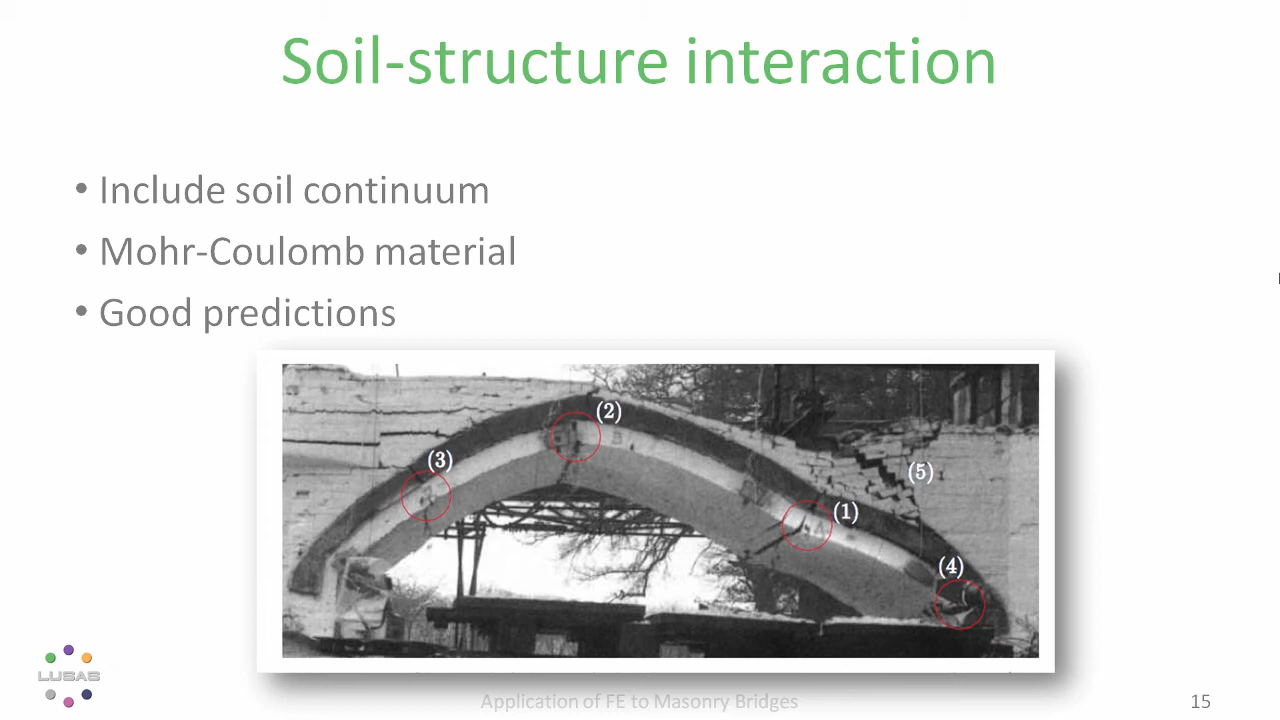 Soil-structure interaction
• Include soil continuum
• Mohr-Coulomb material
• Good predictions
(2)
(3)
(5)
(1)
(4)
LUSAS
Application of FE to Masonry Bridges
15